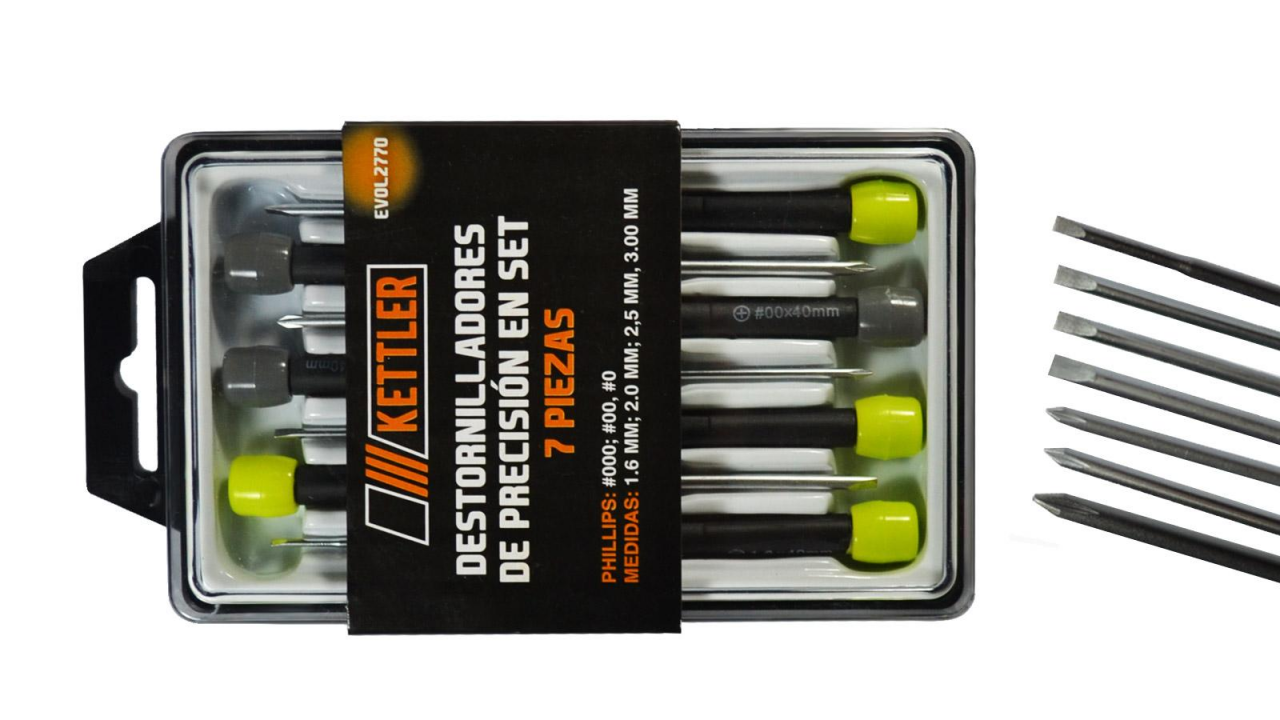 EVOL2770
KETTLER
DESTORNILLADORES
DE PRECISIÓN EN SET
7 PIEZAS
PHILLIPS: #000; #00, #0
MEDIDAS: 1.6 MM; 2.0 MM; 2,5 MM, 3.00 MM
#00x40mm